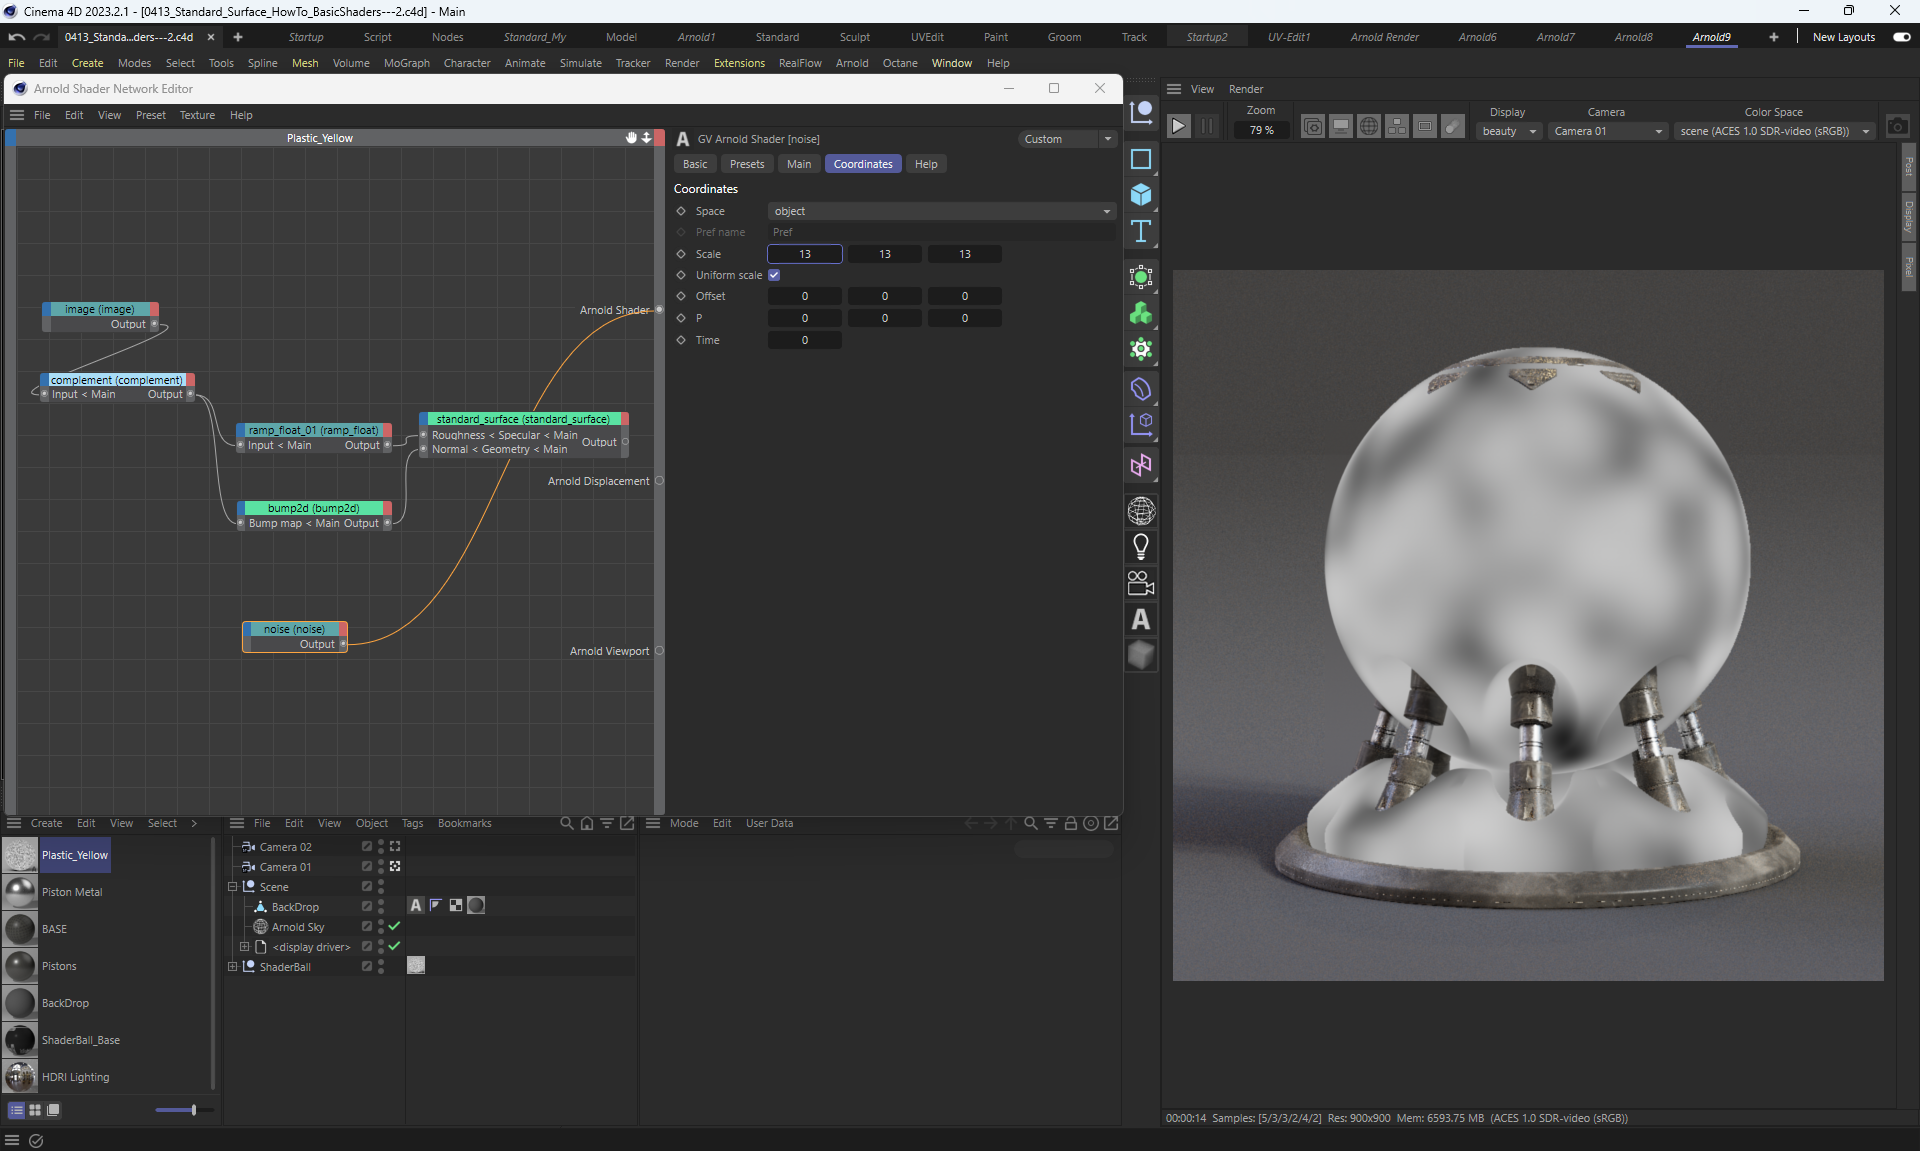 Cinema 4D 2023.2.1 - [0413_Standard_Surface_HowTo_BasicShaders---2.c4d] - Main
0413_Standa...ders---2.c4d × + Startup Script Nodes Standard_My Model Arnold1 Standard Sculpt UVEdit Paint Groom Track Startup2 UV-Edit1 Arnold Render Arnold6 Arnold7 Arnold8 Arnold9 + New Layouts
File Edit Create Modes Select Tools Spline Mesh Volume MoGraph Character Animate Simulate Tracker Render Extensions RealFlow Arnold Octane Window Help
Arnold Shader Network Editor
File Edit View Preset Texture Help
Plastic_Yellow
image (image)
Output
complement (complement)
Input < Main Output
ramp_float_01 (ramp_float)
Input < Main Output
standard_surface (standard_surface)
Roughness < Specular < Main
Output
Normal < Geometry < Main
bump2d (bump2d)
Bump map < Main Output
noise (noise)
Output
Arnold Shader
Arnold Displacement
Arnold Viewport
A GV Arnold Shader [noise] Custom
Basic Presets Main Coordinates Help
Coordinates
Space object
Pref name Pref
Scale 13 13 13
Uniform scale
Offset 0 0 0
P 0 0 0
Time 0
T
A
View Render
Zoom Display Camera Color Space
79 % beauty Camera 01 scene (ACES 1.0 SDR-video (sRGB))
Post
Display
Pixel
Create Edit View Select >
Plastic_Yellow
Piston Metal
BASE
Pistons
BackDrop
ShaderBall_Base
HDRI Lighting
File Edit View Object Tags Bookmarks
Camera 02
Camera 01
Scene
BackDrop A
Arnold Sky
<display driver>
ShaderBall
Mode Edit User Data
00:00:14 Samples: [5/3/3/2/4/2] Res: 900x900 Mem: 6593.75 MB (ACES 1.0 SDR-video (sRGB))